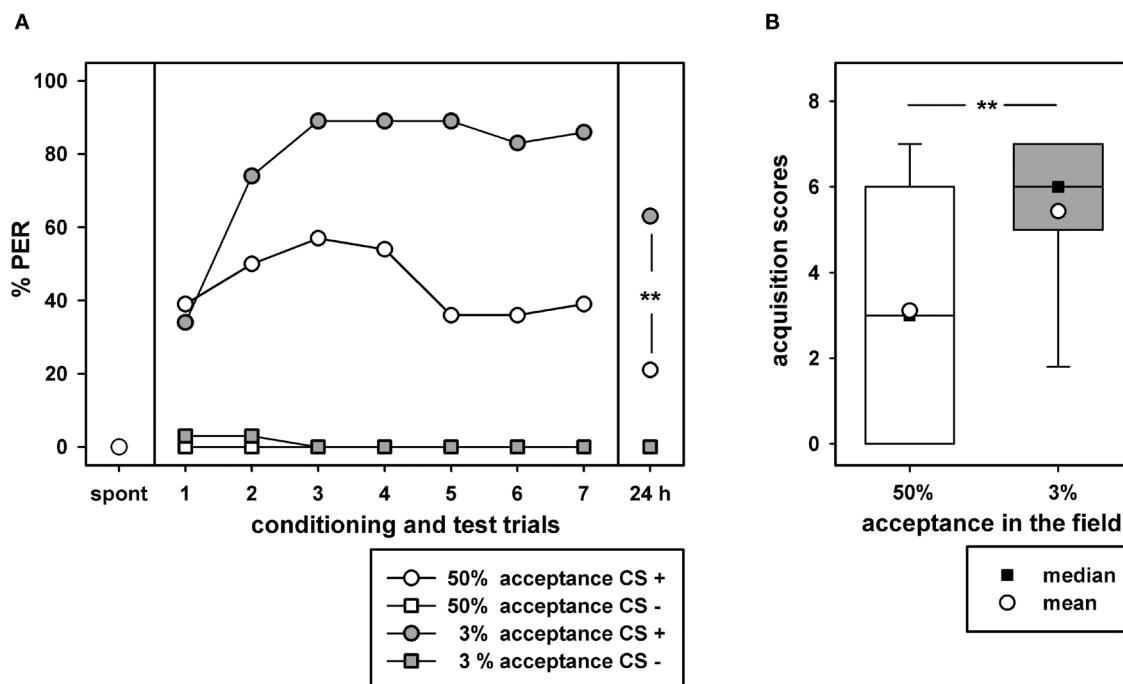 A
% PER
100
80
60
40
20
0
**
spont
1 2 3 4 5 6 7
24 h
conditioning and test trials
50% acceptance CS +
50% acceptance CS -
3% acceptance CS +
3 % acceptance CS -
B
acquisition scores
8
6
4
2
0
**
50% 3%
acceptance in the field
median
mean